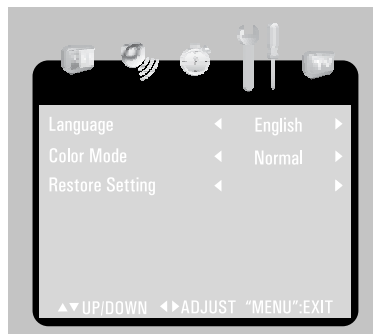 Language ◀ English ▶
Color Mode ◀ Normal ▶
Restore Setting ◀ ▶
▲▼UP/DOWN ◀▶ADJUST "MENU":EXIT